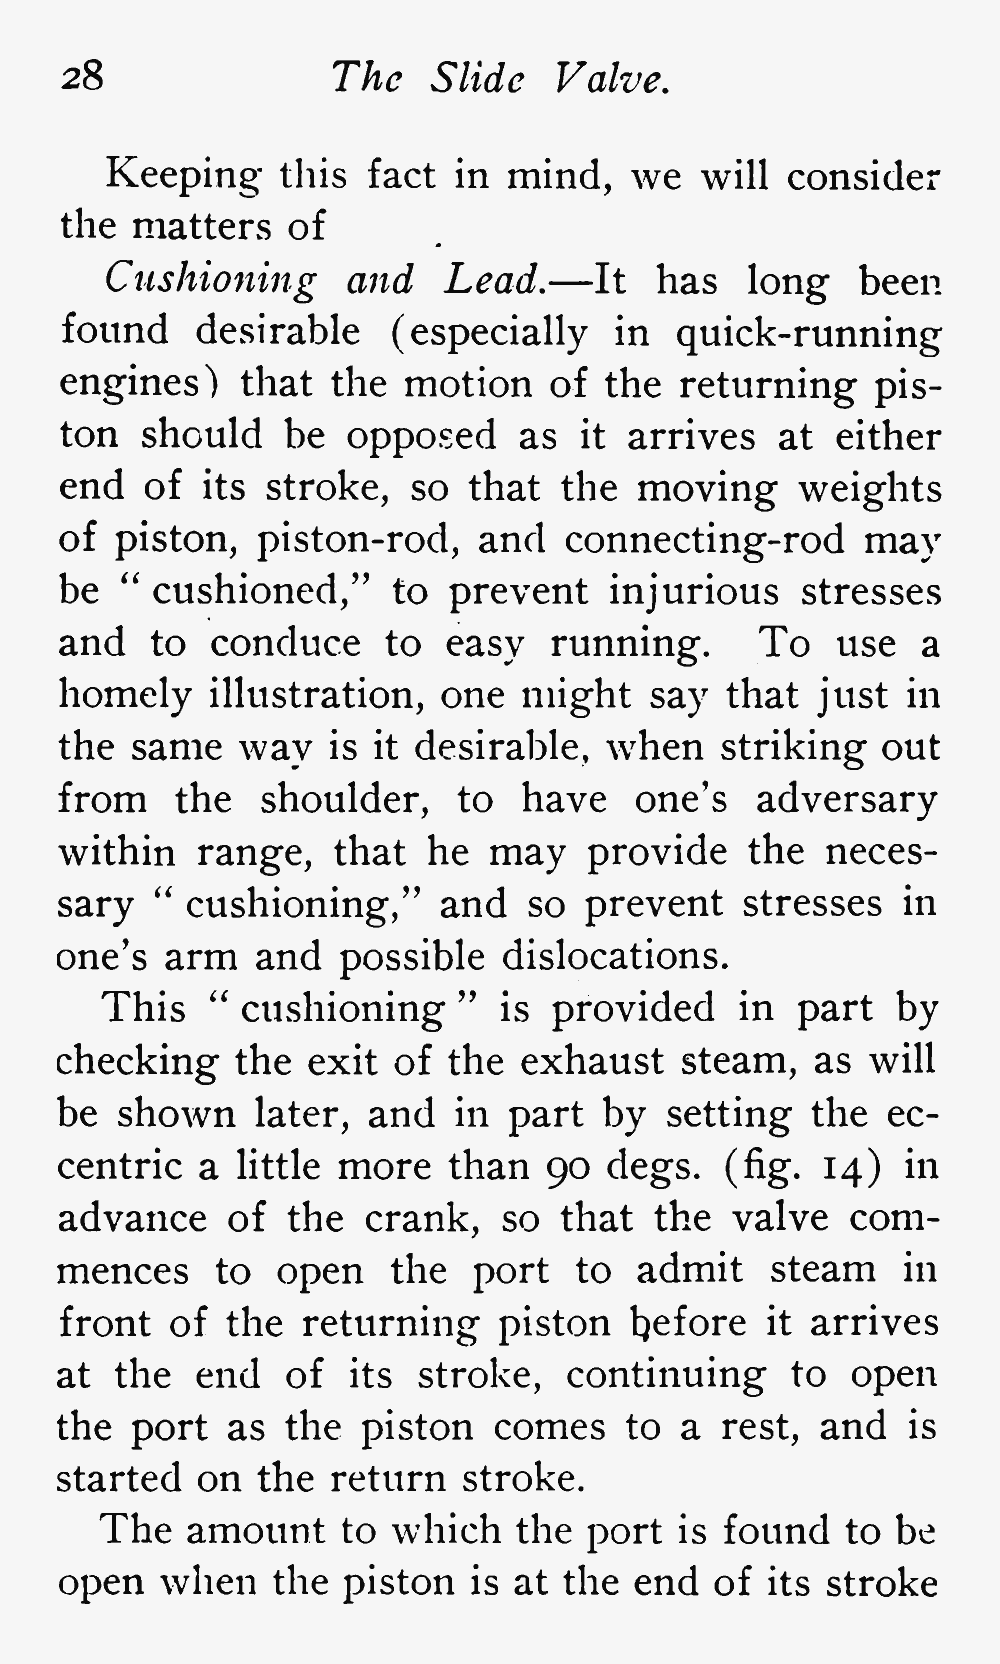 28 The Slide Valve.
Keeping this fact in mind, we will consider
the matters of
Cushioning and Lead.—It has long been
found desirable (especially in quick-running
engines) that the motion of the returning pis-
ton should be opposed as it arrives at either
end of its stroke, so that the moving weights
of piston, piston-rod, and connecting-rod may
be “ cushioned,” to prevent injurious stresses
and to conduce to easy running. To use a
homely illustration, one might say that just in
the same way is it desirable, when striking out
from the shoulder, to have one’s adversary
within range, that he may provide the neces-
sary “ cushioning,” and so prevent stresses in
one’s arm and possible dislocations.
This “ cushioning ” is provided in part by
checking the exit of the exhaust steam, as will
be shown later, and in part by setting the ec-
centric a little more than 90 degs. (fig. 14) in
advance of the crank, so that the valve com-
mences to open the port to admit steam in
front of the returning piston before it arrives
at the end of its stroke, continuing to open
the port as the piston comes to a rest, and is
started on the return stroke.
The amount to which the port is found to be
open when the piston is at the end of its stroke